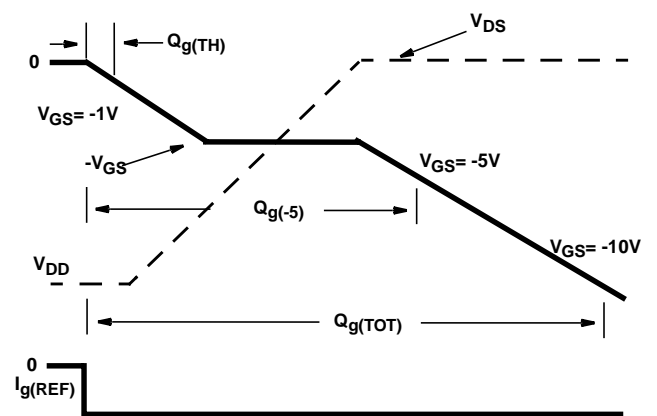 Qg(TH)
VDS
0
VGS= -1V
-VGS
VGS= -5V
Qg(-5)
VGS= -10V
VDD
Qg(TOT)
0
Ig(REF)